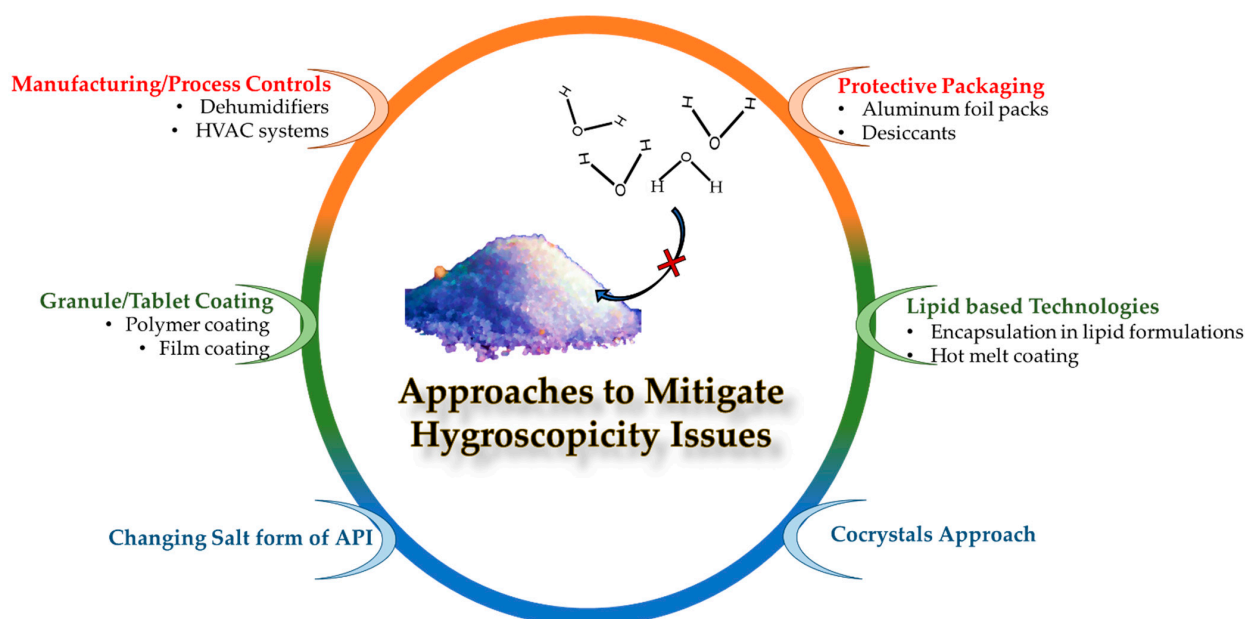 Manufacturing/Process Controls
• Dehumidifiers
• HVAC systems
Protective Packaging
• Aluminum foil packs
• Desiccants
H
O
H
H
H
O
H
H
O
O
H
H
Granule/Tablet Coating
• Polymer coating
• Film coating
Lipid based Technologies
• Encapsulation in lipid formulations
• Hot melt coating
Approaches to Mitigate
Hygroscopicity Issues
Changing Salt form of API
Cocrystals Approach